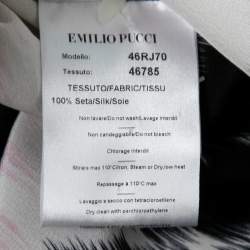 EMILIO PUCCI
Modello: 46RJ70
Tessuto: 46785
TESSUTO/FABRIC/TISSU
100% Seta/Silk/Soie
Non lavare/Do not wash/Lavage interdit
Non candeggiabile/Do not bleach
Chlorage interdit
Stirare max 110°C/Iron, Steam or Dry, low heat
Repassage à 110°C max
Lavaggio a secco con tetracloroetilene
Dry clean with perchloroethylene